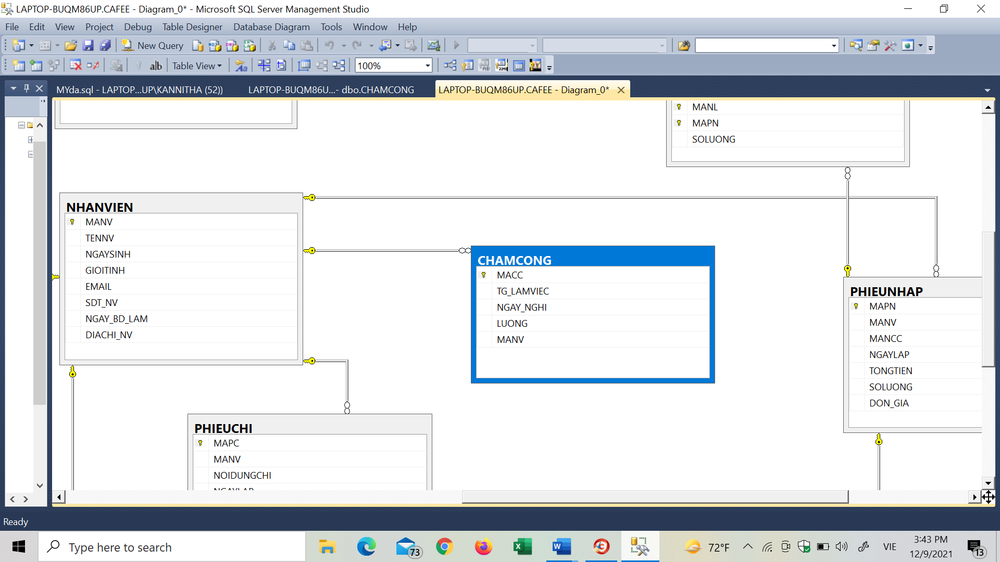 LAPTOP-BUQM86UP.CAFEE - Diagram_0* - Microsoft SQL Server Management Studio
File Edit View Project Debug Table Designer Database Diagram Tools Window Help
New Query
Table View
100%
MYda.sql - LAPTOP...UP\KANNITHA (52))
LAPTOP-BUQM86U...- dbo.CHAMCONG
LAPTOP-BUQM86UP.CAFEE - Diagram_0*
MANL
MAPN
SOLUONG
NHANVIEN
MANV
TENNV
NGAYSINH
GIOITINH
EMAIL
SDT_NV
NGAY_BD_LAM
DIACHI_NV
CHAMCONG
MACC
TG_LAMVIEC
NGAY_NGHI
LUONG
MANV
PHIEUNHAP
MAPN
MANV
MANCC
NGAYLAP
TONGTIEN
SOLUONG
DON_GIA
PHIEUCHI
MAPC
MANV
NOIDUNGCHI
NGAYLAP
Ready
Type here to search
73
72°F
VIE
3:43 PM
12/9/2021
13